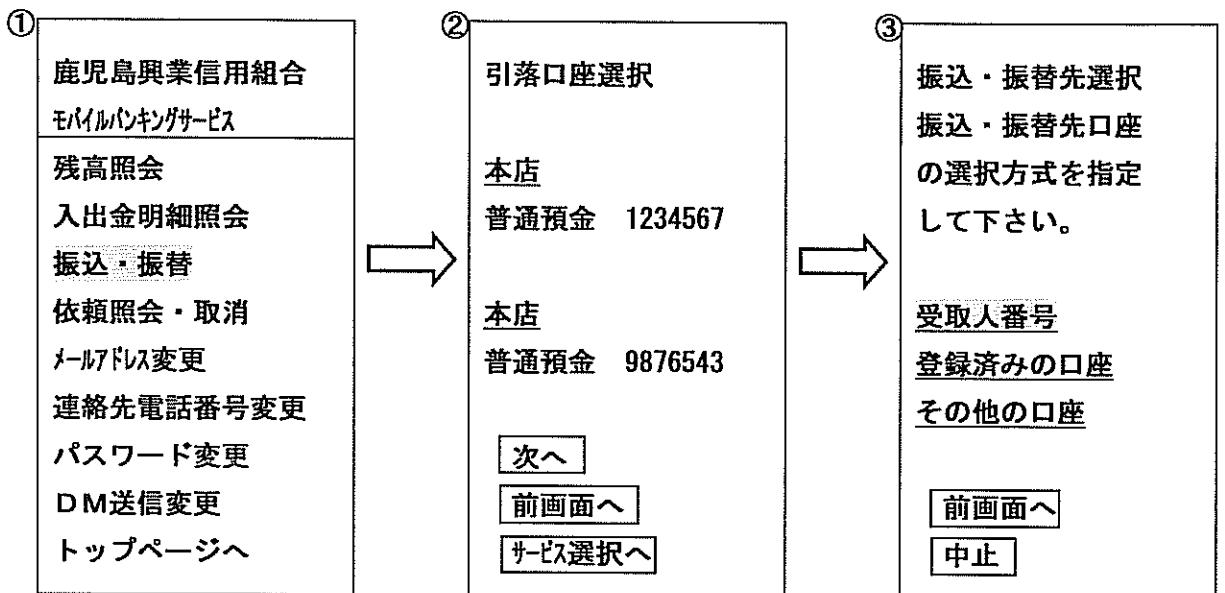 ①
鹿児島興業信用組合
モバイルバンキングサービス
残高照会
入出金明細照会
振込・振替
依頼照会・取消
メールアドレス変更
連絡先電話番号変更
パスワード変更
DM送信変更
トップページへ
②
引落口座選択
本店
普通預金 1234567
本店
普通預金 9876543
次へ
前画面へ
サービス選択へ
③
振込・振替先選択
振込・振替先口座
の選択方式を指定
して下さい。
受取人番号
登録済みの口座
その他の口座
前画面へ
中止